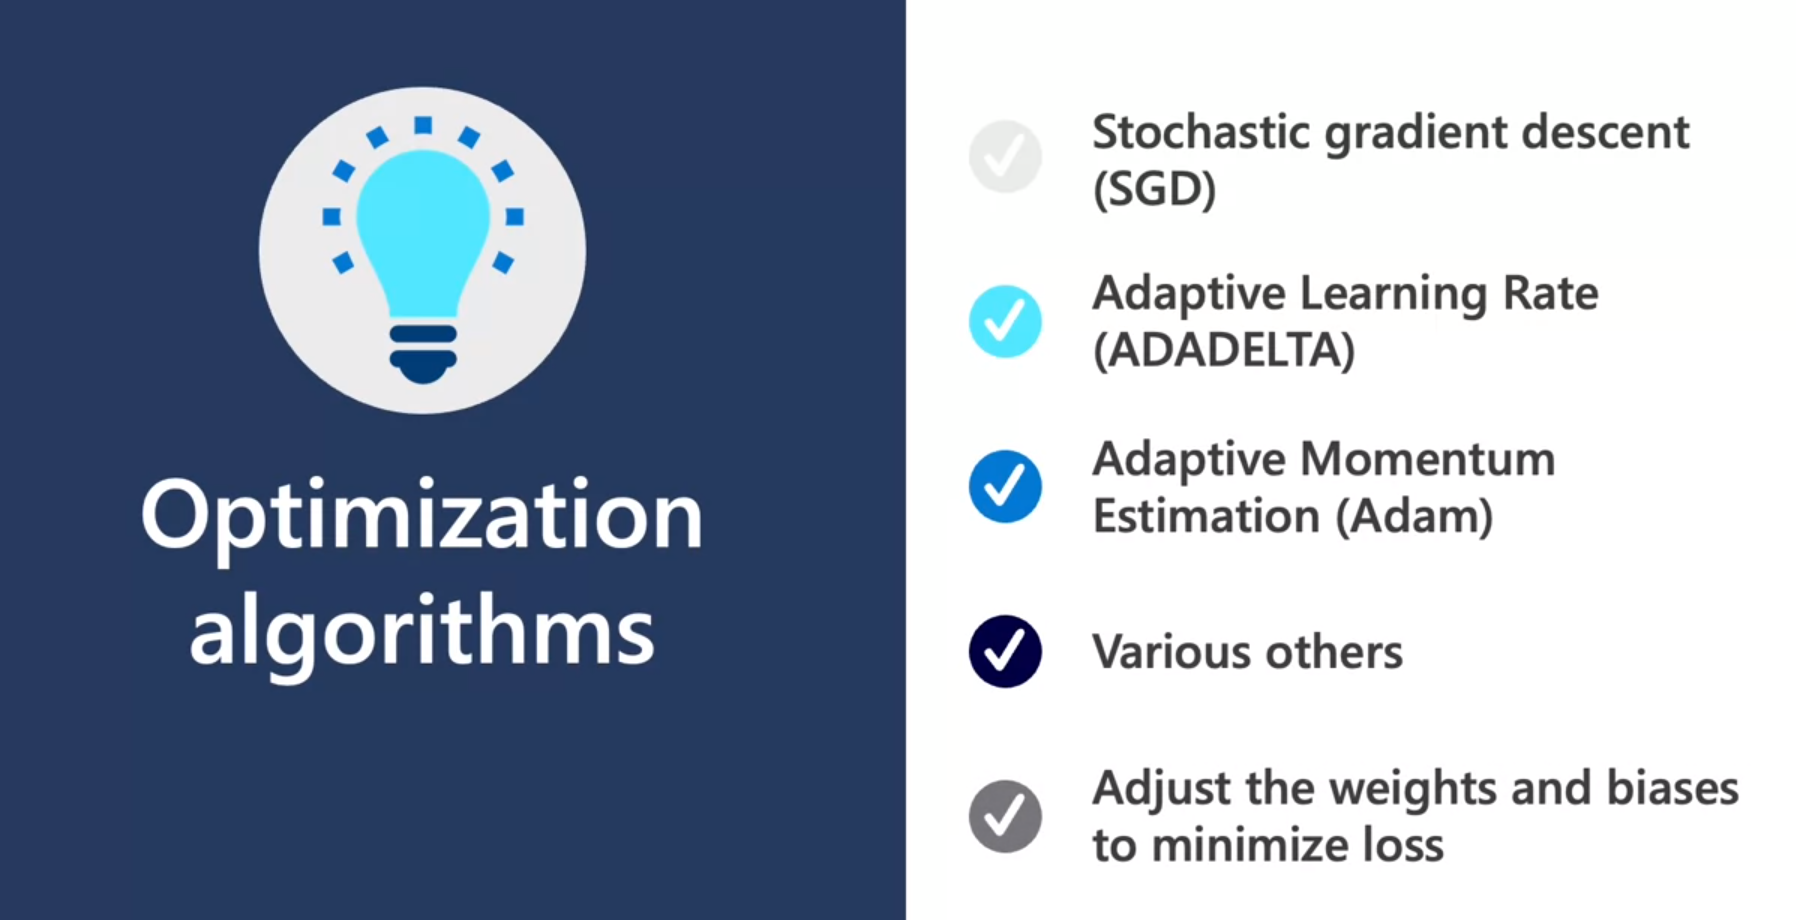 Optimization
algorithms
Stochastic gradient descent
(SGD)
Adaptive Learning Rate
(ADADELTA)
Adaptive Momentum
Estimation (Adam)
Various others
Adjust the weights and biases
to minimize loss